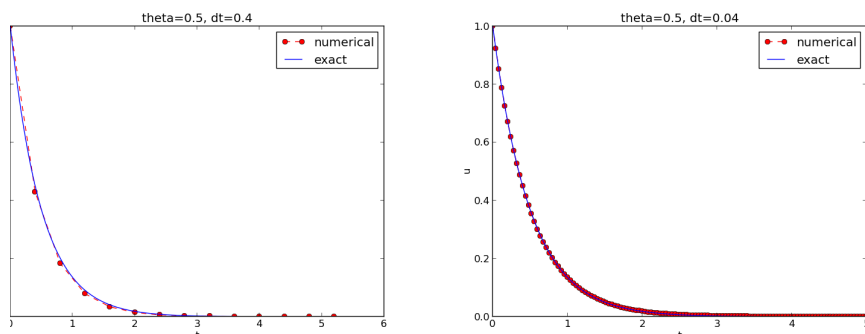 theta=0.5, dt=0.4
numerical
exact
0 1 2 3 4 5 6
theta=0.5, dt=0.04
1.0
numerical
exact
0.8
0.6
u
0.4
0.2
0.0
0 1 2 3 4